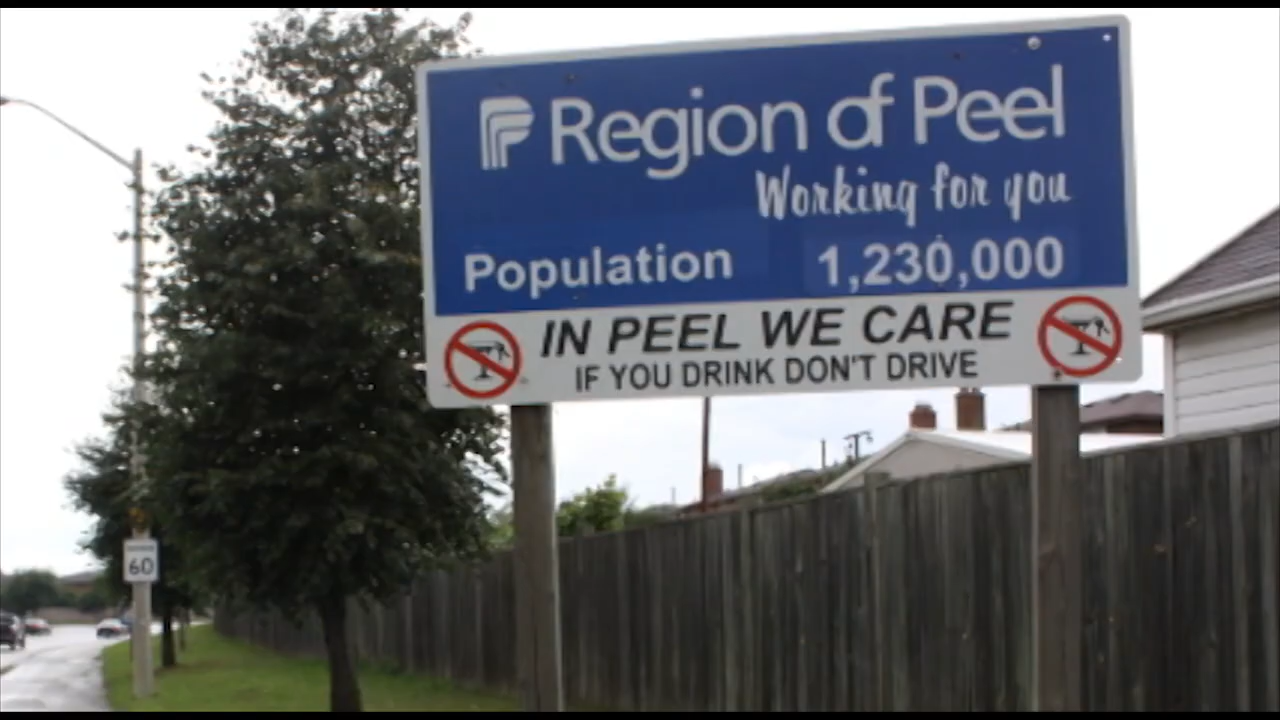 Region of Peel
Working for you
Population 1,230,000
IN PEEL WE CARE
IF YOU DRINK DON'T DRIVE
60